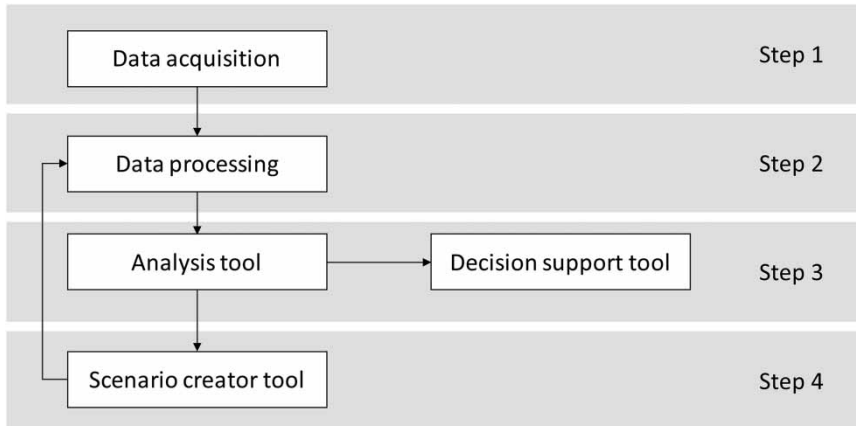 Data acquisition
Step 1
Data processing
Step 2
Analysis tool
Decision support tool
Step 3
Scenario creator tool
Step 4